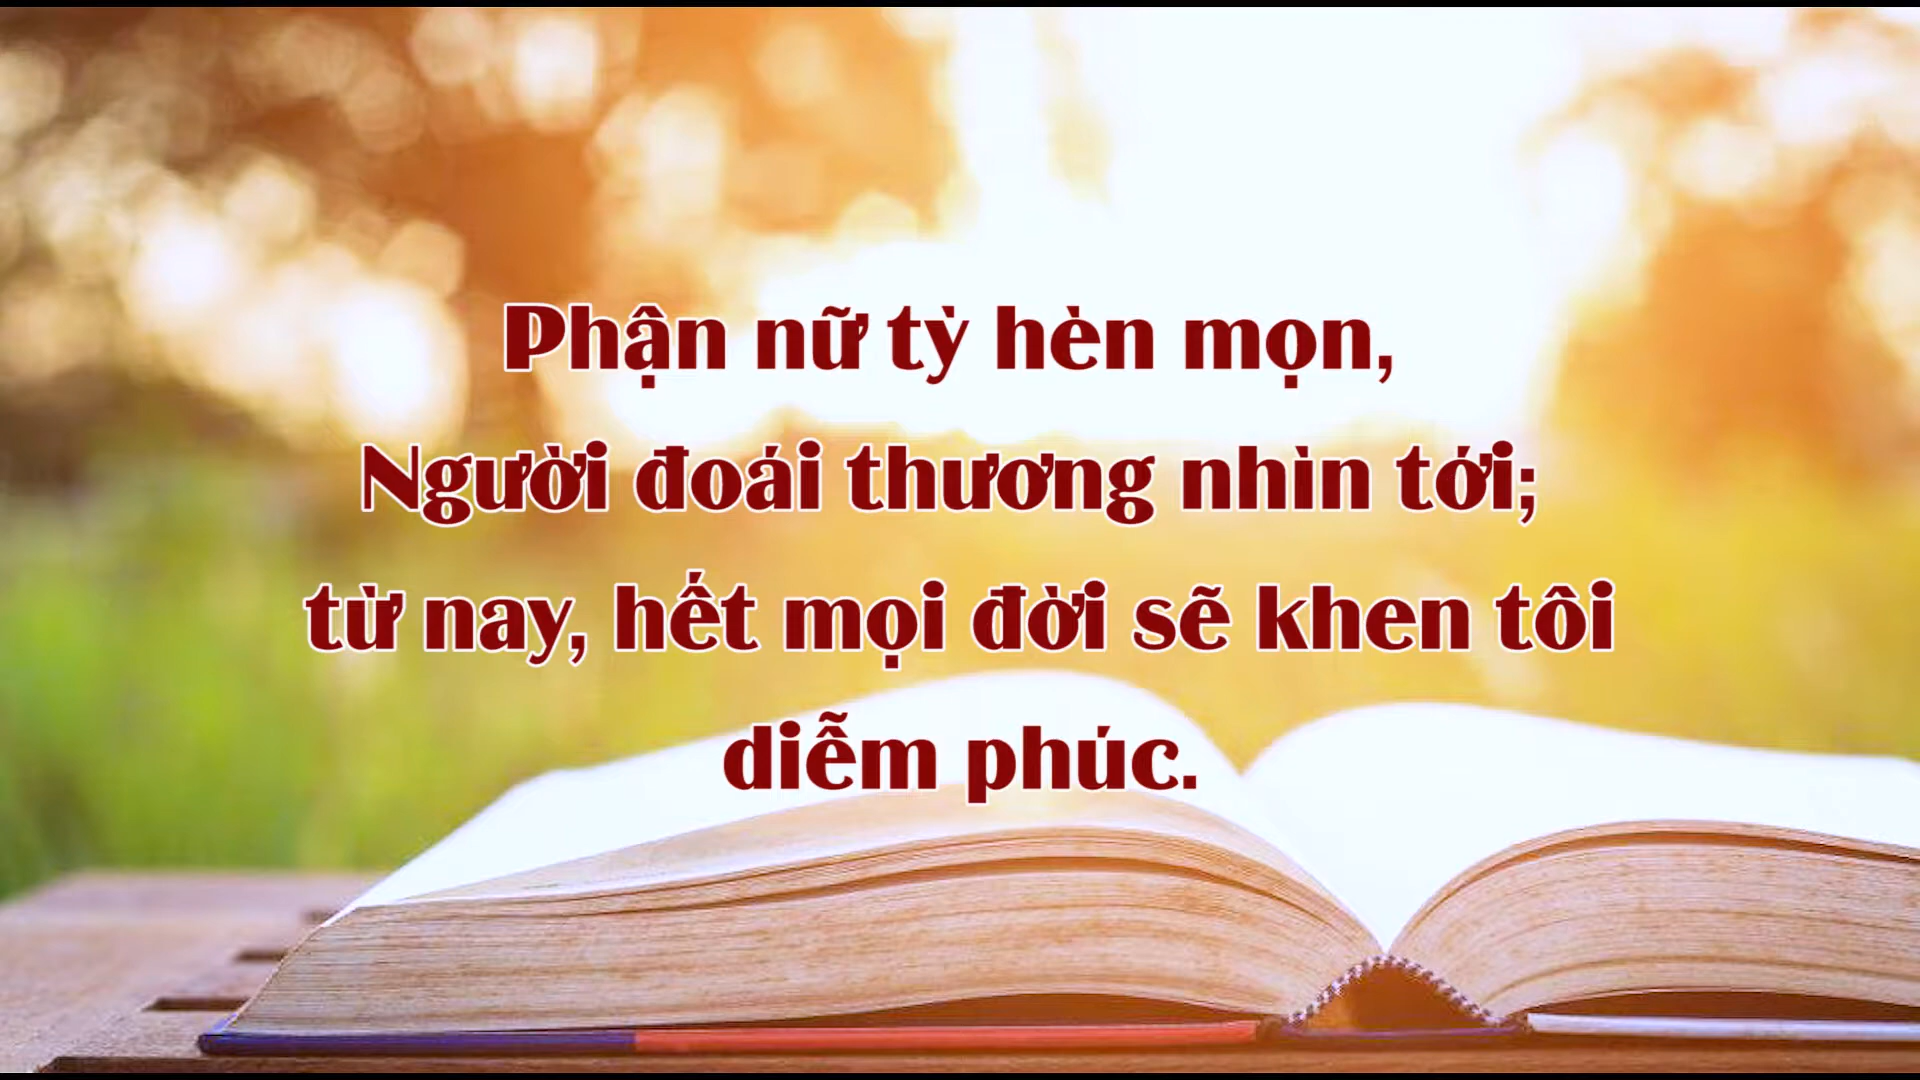 Phận nữ tỳ hèn mọn,
Người đoái thương nhìn tới;
từ nay, hết mọi đời sẽ khen tôi
diễm phúc.